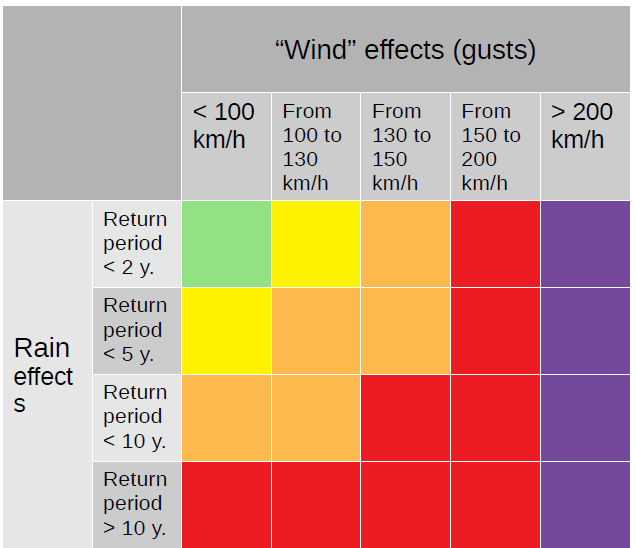 “Wind” effects (gusts)
< 100
km/h
From
100 to
130
km/h
From
130 to
150
km/h
From
150 to
200
km/h
> 200
km/h
Rain
effect
s
Return
period
< 2 y.
Return
period
< 5 y.
Return
period
< 10 y.
Return
period
> 10 y.